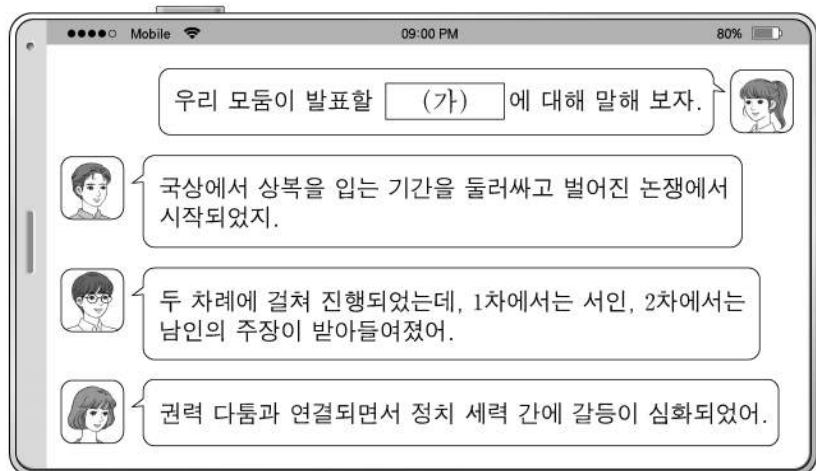 Mobile 09:00 PM 80%
우리 모둠이 발표할 (가) 에 대해 말해 보자.
국상에서 상복을 입는 기간을 둘러싸고 벌어진 논쟁에서
시작되었지.
두 차례에 걸쳐 진행되었는데, 1차에서는 서인, 2차에서는
남인의 주장이 받아들여졌어.
권력 다툼과 연결되면서 정치 세력 간에 갈등이 심화되었어.